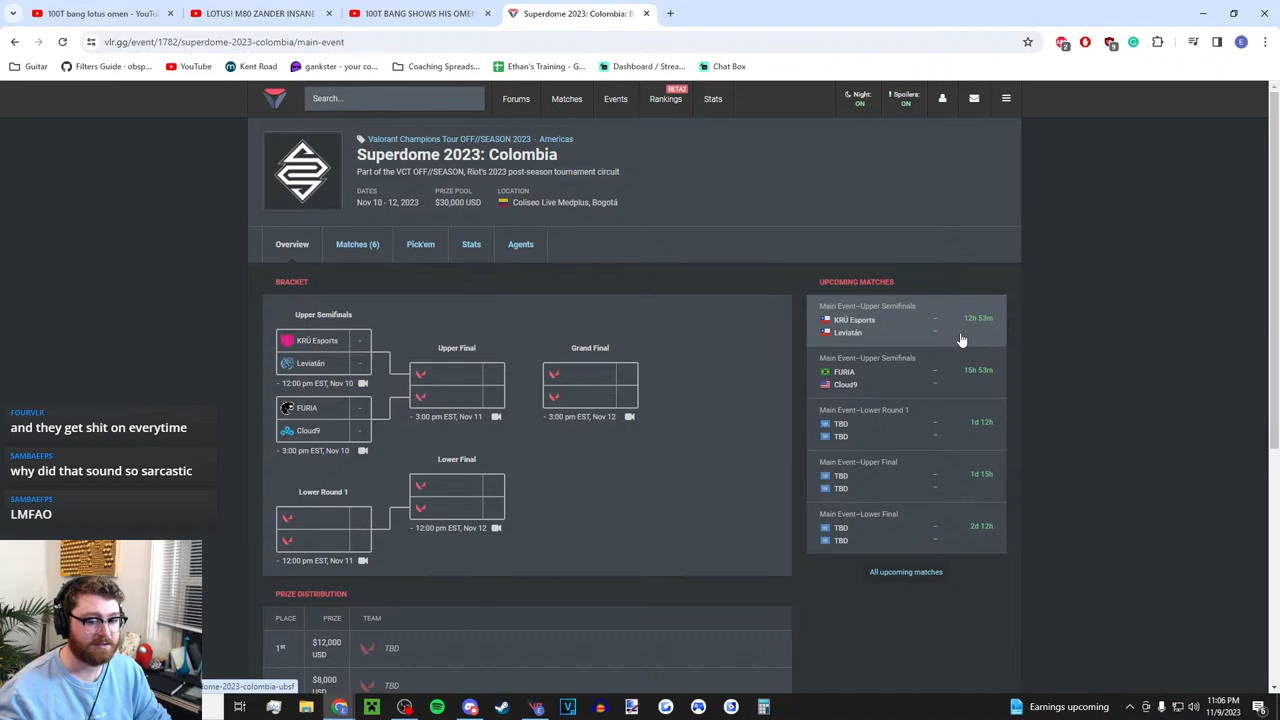 100T bang lotus omen - YouTu
LOTUS! M80 ZANDER INSANE
100T BANG SHOWS HIS OMEN
Superdome 2023: Colombia: B
vlr.gg/event/1782/superdome-2023-colombia/main-event
2
9
E
Guitar
Filters Guide · obsp...
YouTube
Kent Road
gankster - your co...
Coaching Spreads...
Ethan's Training - G...
Dashboard / Strea...
Chat Box
Search...
Forums
Matches
Events
BETA2
Rankings
Stats
Night: ON
Spoilers: ON
Valorant Champions Tour OFF//SEASON 2023 · Americas
Superdome 2023: Colombia
Part of the VCT OFF//SEASON, Riot's 2023 post-season tournament circuit
DATES
Nov 10 - 12, 2023
PRIZE POOL
$30,000 USD
LOCATION
Coliseo Live Medplus, Bogotá
Overview
Matches (6)
Pick'em
Stats
Agents
BRACKET
Upper Semifinals
KRÜ Esports -
Leviatán -
- 12:00 pm EST, Nov 10
FURIA -
Cloud9 -
- 3:00 pm EST, Nov 10
Upper Final
- 3:00 pm EST, Nov 11
Grand Final
- 3:00 pm EST, Nov 12
Lower Round 1
- 12:00 pm EST, Nov 11
Lower Final
- 12:00 pm EST, Nov 12
UPCOMING MATCHES
Main Event–Upper Semifinals
KRÜ Esports – 12h 53m
Leviatán –
Main Event–Upper Semifinals
FURIA – 15h 53m
Cloud9 –
Main Event–Lower Round 1
TBD – 1d 12h
TBD –
Main Event–Upper Final
TBD – 1d 15h
TBD –
Main Event–Lower Final
TBD – 2d 12h
TBD –
All upcoming matches
PRIZE DISTRIBUTION
PLACE PRIZE TEAM
1st $12,000 USD TBD
$8,000 USD TBD
FOURVLR
and they get shit on everytime
SAMBAEFPS
why did that sound so sarcastic
SAMBAEFPS
LMFAO
ome-2023-colombia-ubsf
Earnings upcoming
11:06 PM
11/9/2023